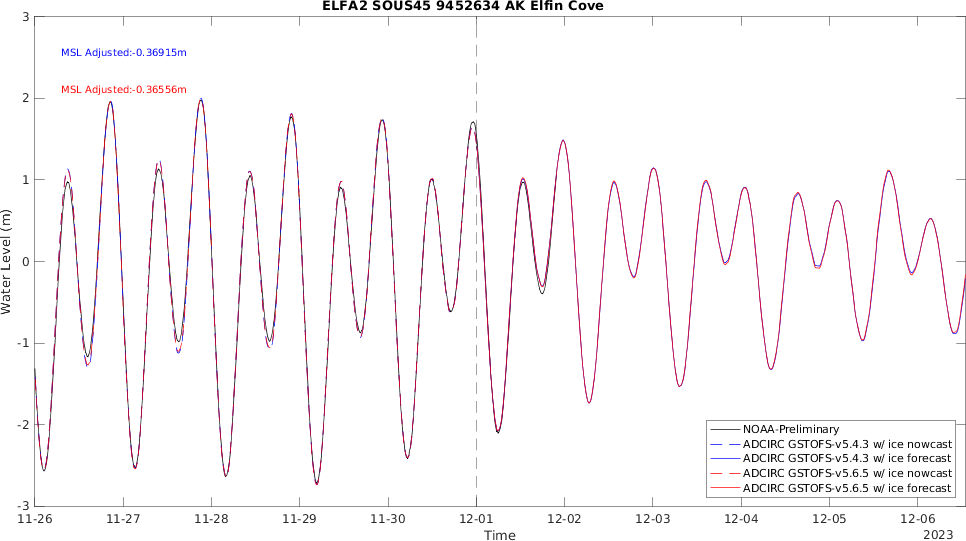 ELFA2 SOUS45 9452634 AK Elfin Cove
MSL Adjusted:-0.36915m
MSL Adjusted:-0.36556m
Water Level (m)
3
2
1
0
-1
-2
-3
NOAA-Preliminary
ADCIRC GSTOFS-v5.4.3 w/ ice nowcast
ADCIRC GSTOFS-v5.4.3 w/ ice forecast
ADCIRC GSTOFS-v5.6.5 w/ ice nowcast
ADCIRC GSTOFS-v5.6.5 w/ ice forecast
11-26 11-27 11-28 11-29 11-30 12-01 12-02 12-03 12-04 12-05 12-06
Time
2023